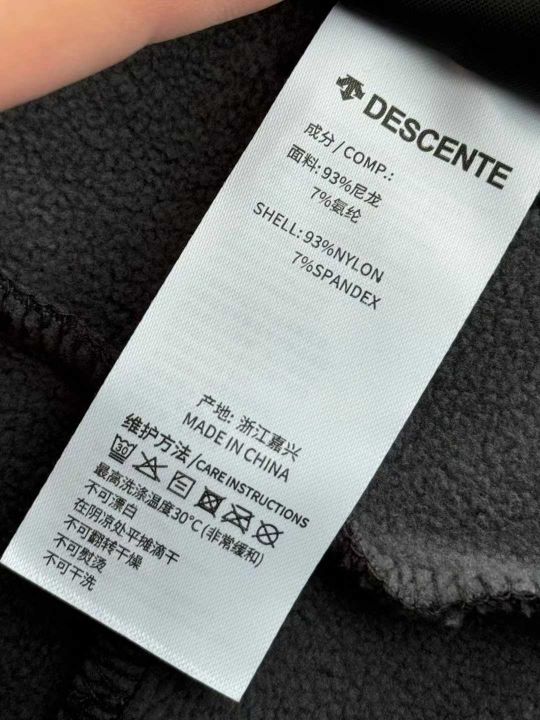 DESCENTE
成分 / COMP.:
面料: 93%尼龙
7%氨纶
SHELL: 93%NYLON
7%SPANDEX
产地: 浙江嘉兴
MADE IN CHINA
维护方法/CARE INSTRUCTIONS
30
最高洗涤温度30°C (非常缓和)
不可漂白
在阴凉处平摊滴干
不可翻转干燥
不可熨烫
不可干洗